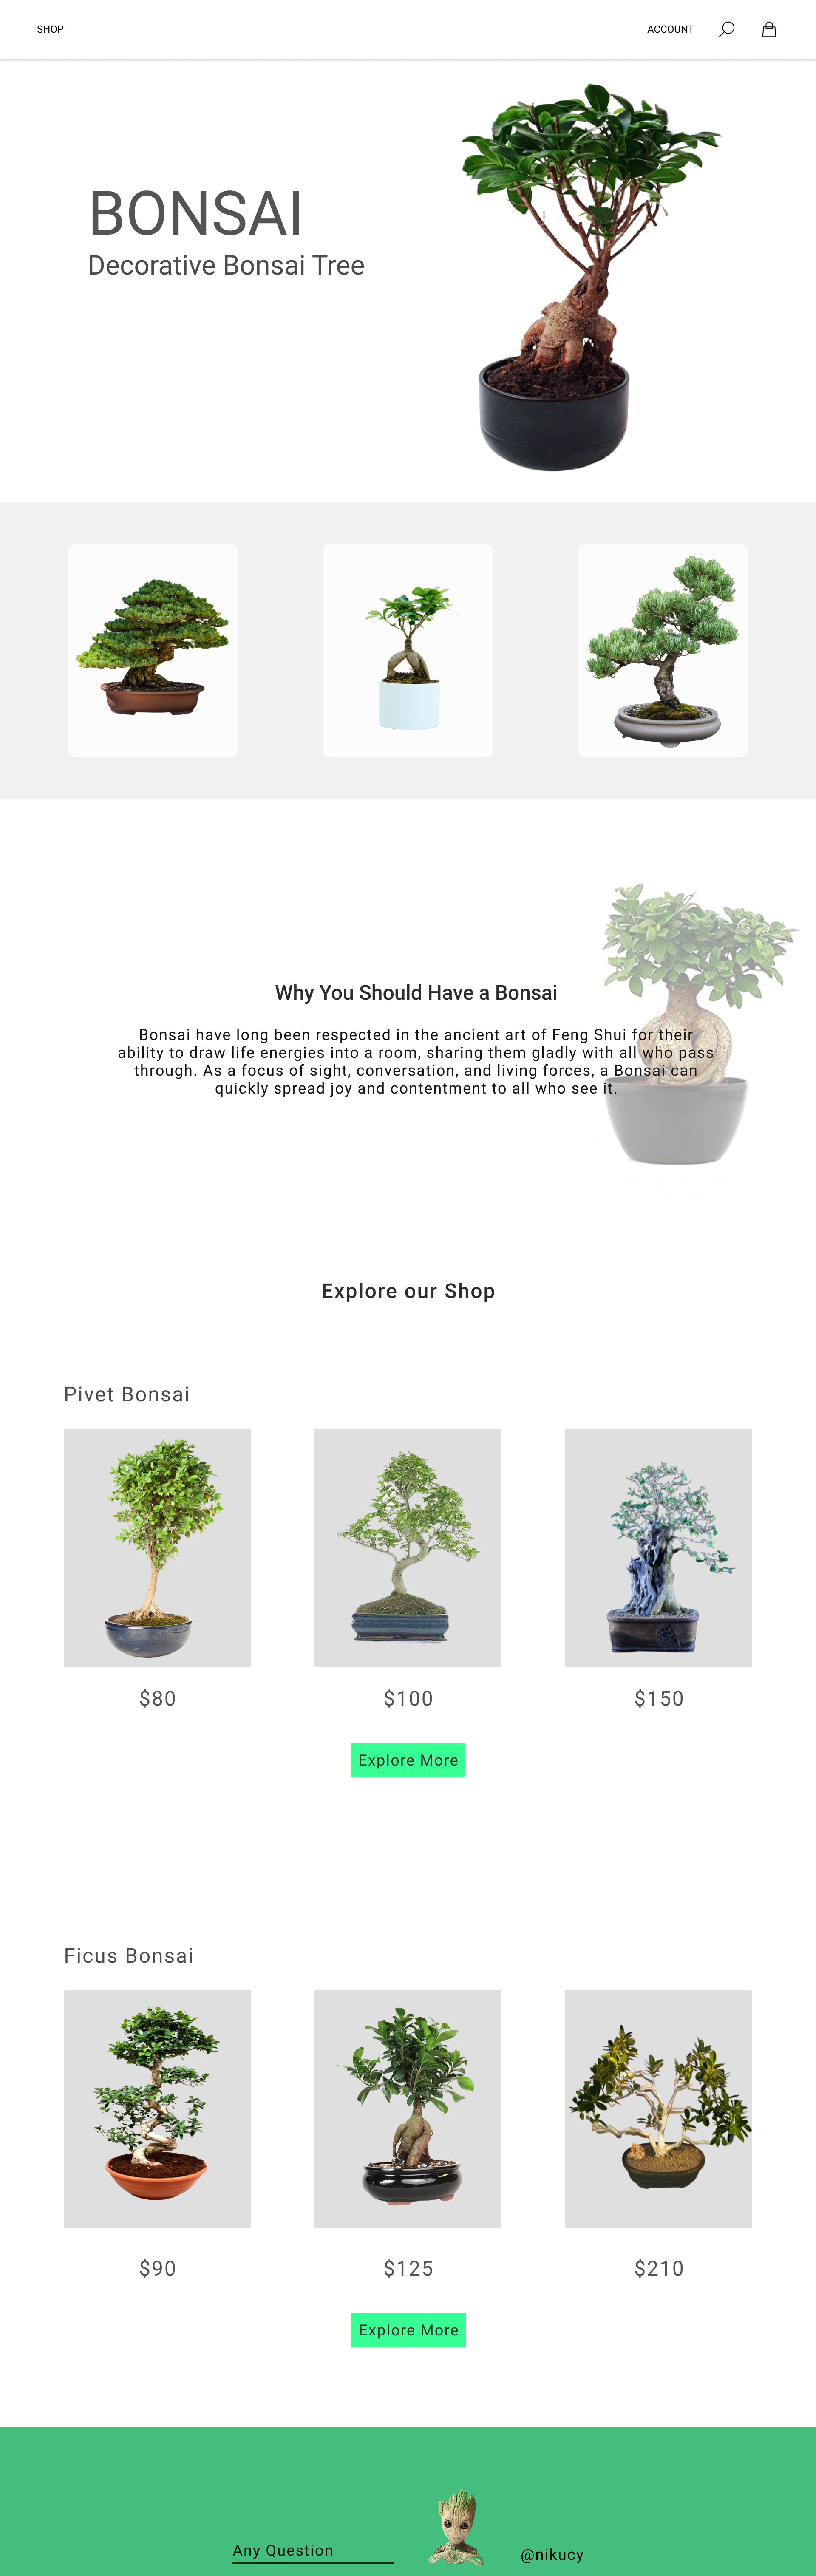 SHOP
ACCOUNT
BONSAI
Decorative Bonsai Tree
Why You Should Have a Bonsai
Bonsai have long been respected in the ancient art of Feng Shui for their
ability to draw life energies into a room, sharing them gladly with all who pass
through. As a focus of sight, conversation, and living forces, a Bonsai can
quickly spread joy and contentment to all who see it.
Explore our Shop
Pivet Bonsai
$80
$100
$150
Explore More
Ficus Bonsai
$90
$125
$210
Explore More
Any Question
@nikucy